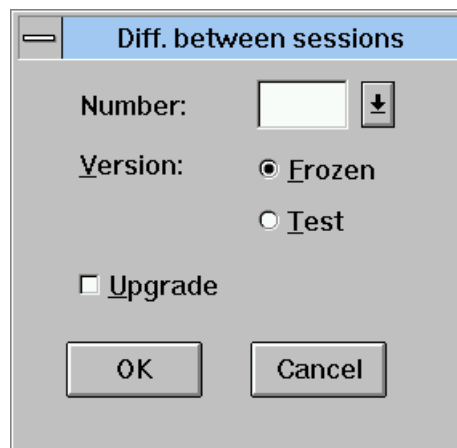 Diff. between sessions
Number:
Version: Frozen
Test
Upgrade
OK Cancel